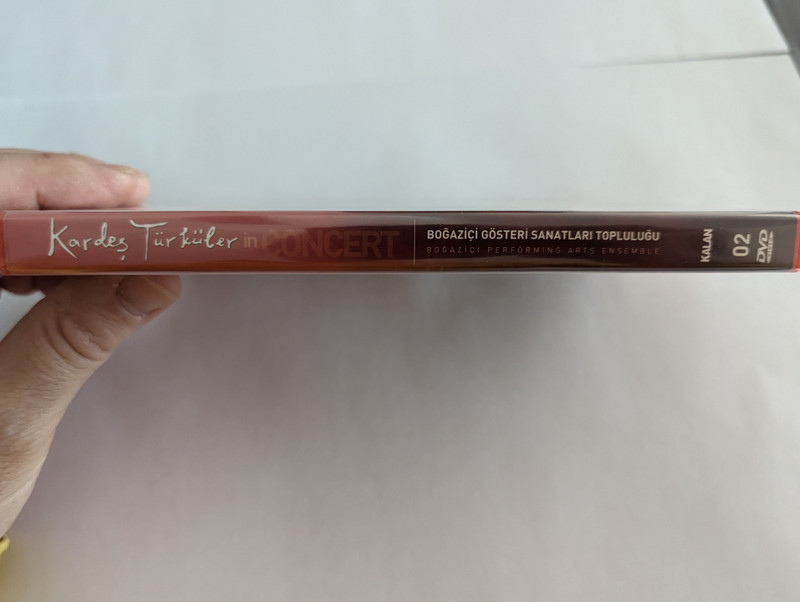 Kardeş Türküler in CONCERT
BOĞAZİÇİ GÖSTERİ SANATLARI TOPLULUĞU
BOĞAZİÇİ PERFORMING ARTS ENSEMBLE
KALAN
02
DVD